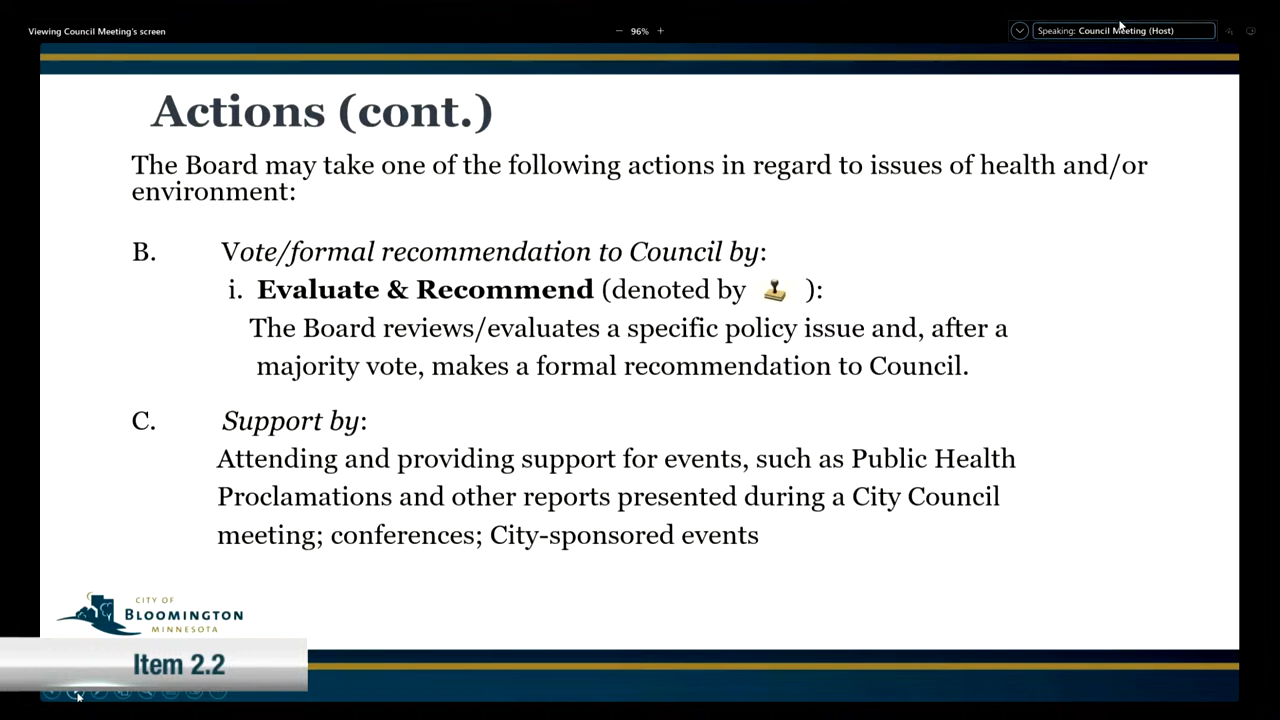 Viewing Council Meeting's screen
96%
Speaking: Council Meeting (Host)
Actions (cont.)
The Board may take one of the following actions in regard to issues of health and/or
environment:
B. Vote/formal recommendation to Council by:
i. Evaluate & Recommend (denoted by ):
The Board reviews/evaluates a specific policy issue and, after a
majority vote, makes a formal recommendation to Council.
C. Support by:
Attending and providing support for events, such as Public Health
Proclamations and other reports presented during a City Council
meeting; conferences; City-sponsored events
CITY OF
BLOOMINGTON
MINNESOTA
Item 2.2